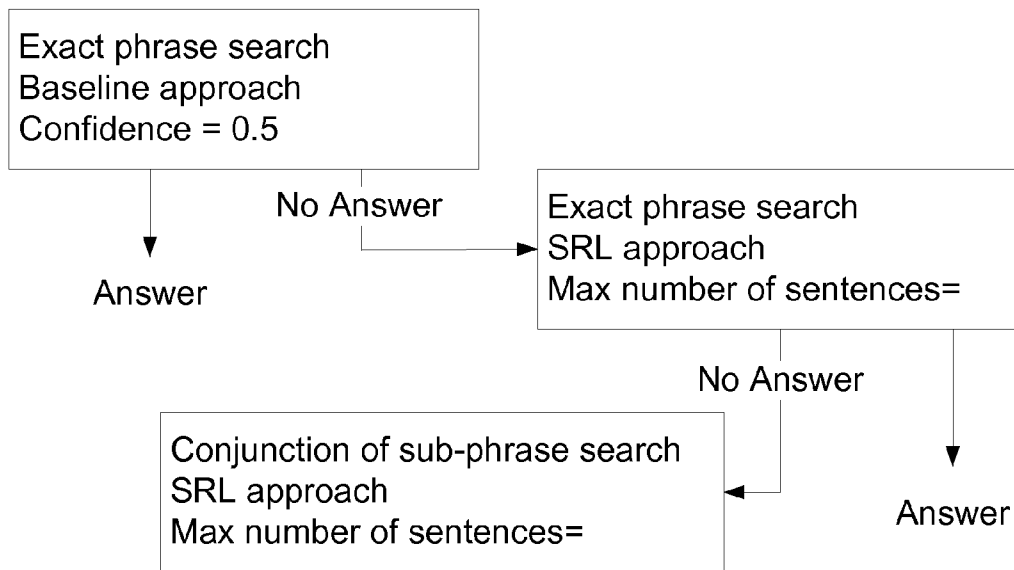 Exact phrase search
Baseline approach
Confidence = 0.5
No Answer
Answer
Exact phrase search
SRL approach
Max number of sentences=
No Answer
Answer
Conjunction of sub-phrase search
SRL approach
Max number of sentences=